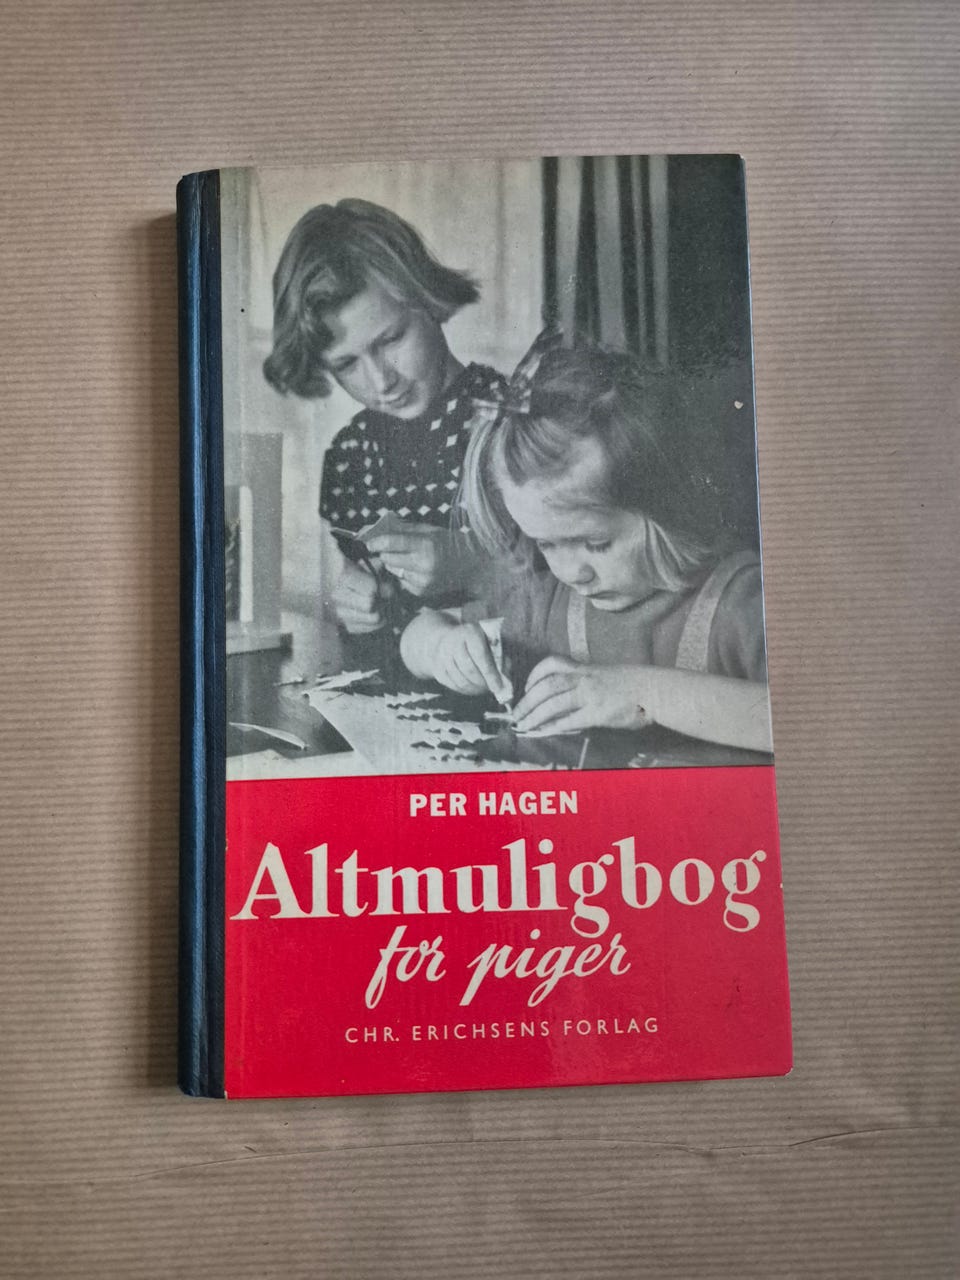 PER HAGEN
Altmuligbog
for piger
CHR. ERICHSENS FORLAG